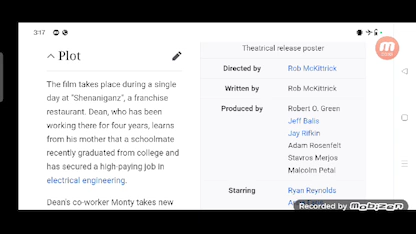 3:17
Plot
The film takes place during a single
day at "Shenaniganz", a franchise
restaurant. Dean, who has been
working there for four years, learns
from his mother that a schoolmate
recently graduated from college and
has secured a high-paying job in
electrical engineering.
Dean's co-worker Monty takes new
Theatrical release poster
Directed by Rob McKittrick
Written by Rob McKittrick
Produced by Robert O. Green
Jeff Balis
Jay Rifkin
Adam Rosenfelt
Stavros Merjos
Malcolm Petal
Starring Ryan Reynolds
Recorded by Mobizen